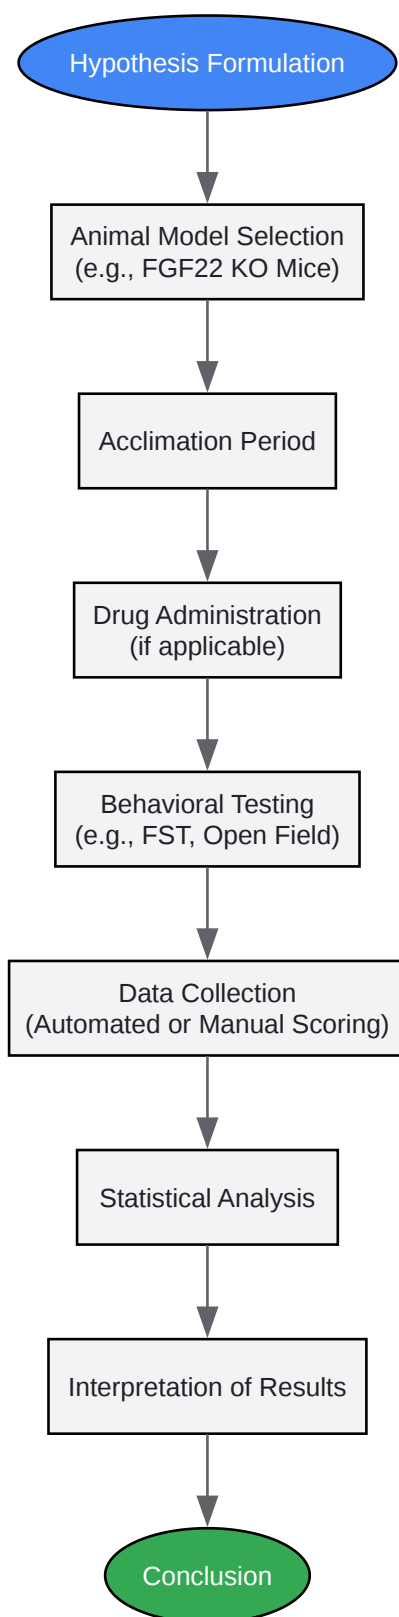 Hypothesis Formulation
Animal Model Selection
(e.g., FGF22 KO Mice)
Acclimation Period
Drug Administration
(if applicable)
Behavioral Testing
(e.g., FST, Open Field)
Data Collection
(Automated or Manual Scoring)
Statistical Analysis
Interpretation of Results
Conclusion